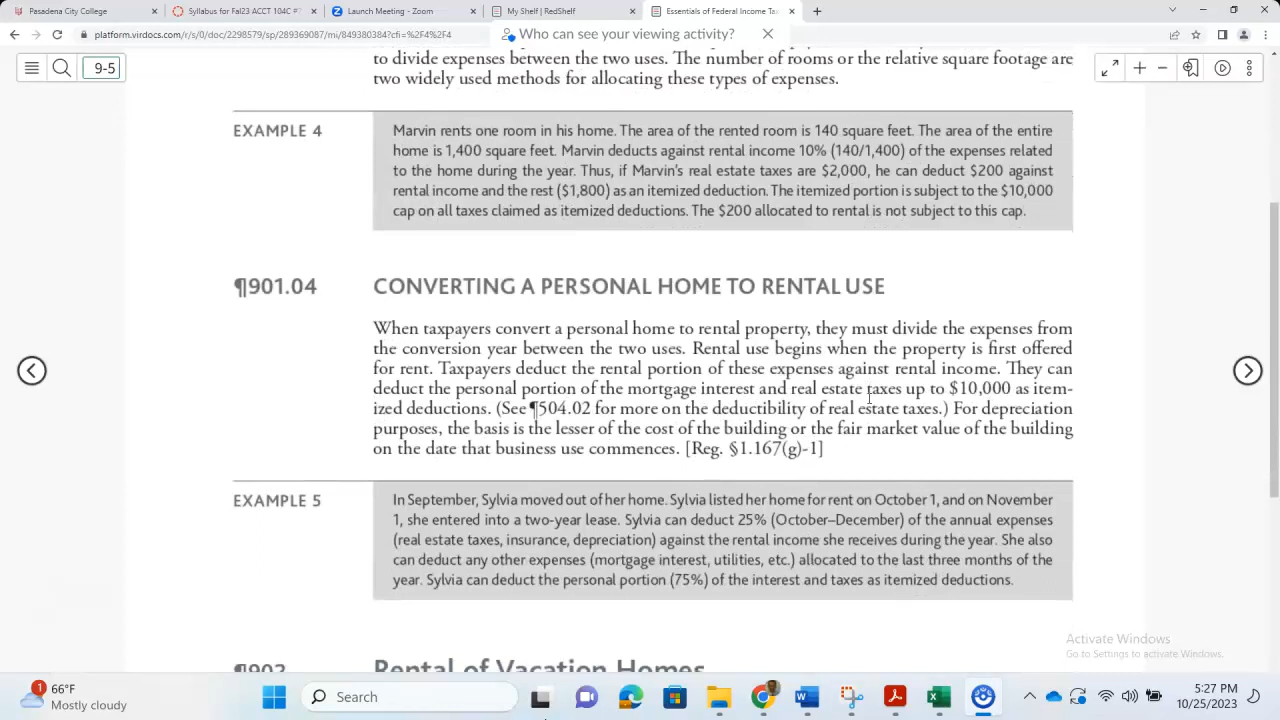 Pasadena City College
Syllabus for Fal23 ACCT 104C
Launch Meeting - Zoom
My Shelf | RedShelf
Essentials of Federal Income Tax
platform.virdocs.com/r/s/0/doc/2298579/sp/289369087/mi/849380384?cfi=%2F4%2F4
Who can see your viewing activity?
9-5
to divide expenses between the two uses. The number of rooms or the relative square footage are
two widely used methods for allocating these types of expenses.
EXAMPLE 4
Marvin rents one room in his home. The area of the rented room is 140 square feet. The area of the entire
home is 1,400 square feet. Marvin deducts against rental income 10% (140/1,400) of the expenses related
to the home during the year. Thus, if Marvin's real estate taxes are $2,000, he can deduct $200 against
rental income and the rest ($1,800) as an itemized deduction. The itemized portion is subject to the $10,000
cap on all taxes claimed as itemized deductions. The $200 allocated to rental is not subject to this cap.
¶901.04 CONVERTING A PERSONAL HOME TO RENTAL USE
When taxpayers convert a personal home to rental property, they must divide the expenses from
the conversion year between the two uses. Rental use begins when the property is first offered
for rent. Taxpayers deduct the rental portion of these expenses against rental income. They can
deduct the personal portion of the mortgage interest and real estate taxes up to $10,000 as item-
ized deductions. (See ¶504.02 for more on the deductibility of real estate taxes.) For depreciation
purposes, the basis is the lesser of the cost of the building or the fair market value of the building
on the date that business use commences. [Reg. §1.167(g)-1]
EXAMPLE 5
In September, Sylvia moved out of her home. Sylvia listed her home for rent on October 1, and on November
1, she entered into a two-year lease. Sylvia can deduct 25% (October–December) of the annual expenses
(real estate taxes, insurance, depreciation) against the rental income she receives during the year. She also
can deduct any other expenses (mortgage interest, utilities, etc.) allocated to the last three months of the
year. Sylvia can deduct the personal portion (75%) of the interest and taxes as itemized deductions.
Activate Windows
Go to Settings to activate Windows.
¶902 Rental of Vacation Homes
1
66°F
Mostly cloudy
Search
5:27 PM
10/25/2023